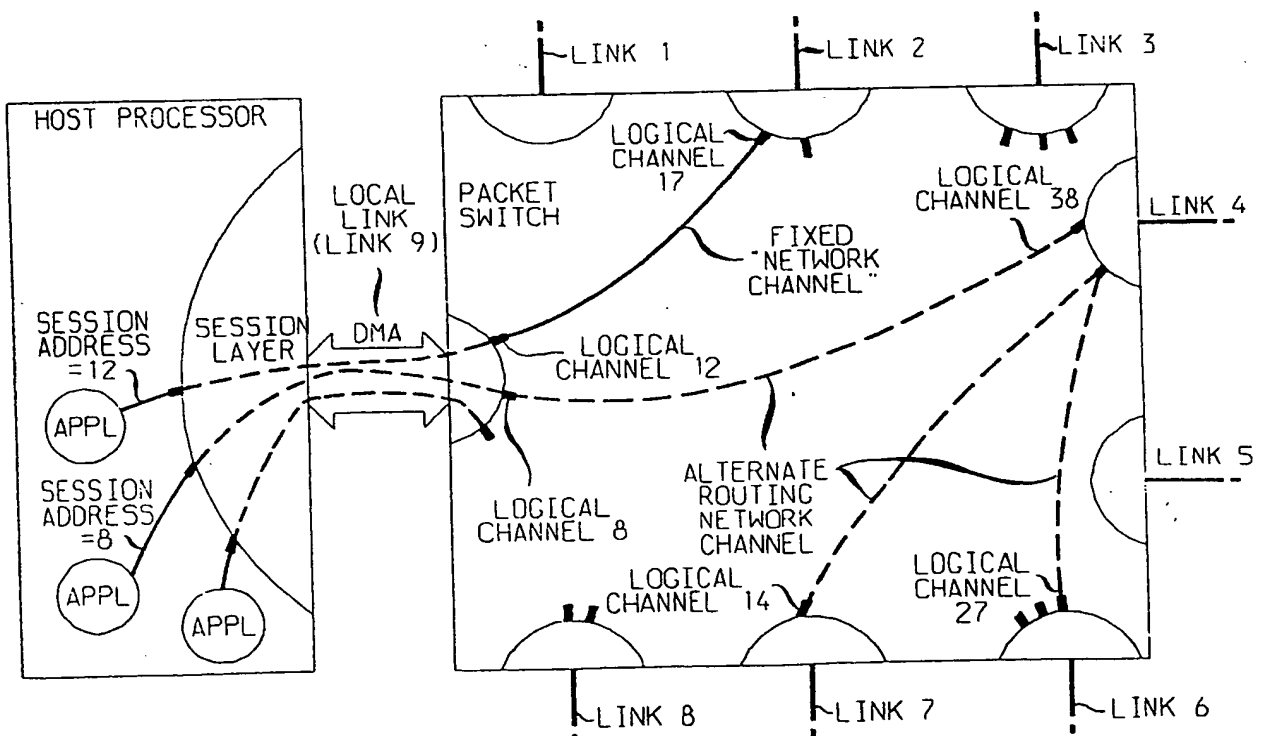 LINK 1
LINK 2
LINK 3
HOST PROCESSOR
LOGICAL
CHANNEL
17
LOCAL
LINK
(LINK 9)
PACKET
SWITCH
LOGICAL
CHANNEL 38
LINK 4
"FIXED
NETWORK
CHANNEL"
SESSION
ADDRESS
=12
SESSION
LAYER
DMA
LOGICAL
CHANNEL 12
APPL
LINK 5
SESSION
ADDRESS
=8
LOGICAL
CHANNEL 8
ALTERNATE
ROUTING
NETWORK
CHANNEL
APPL
APPL
LOGICAL
CHANNEL 14
LOGICAL
CHANNEL
27
LINK 8
LINK 7
LINK 6